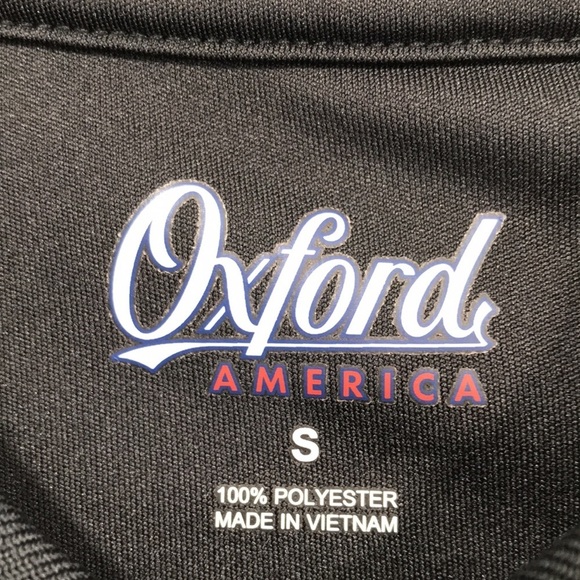 Oxford
AMERICA
S
100% POLYESTER
MADE IN VIETNAM